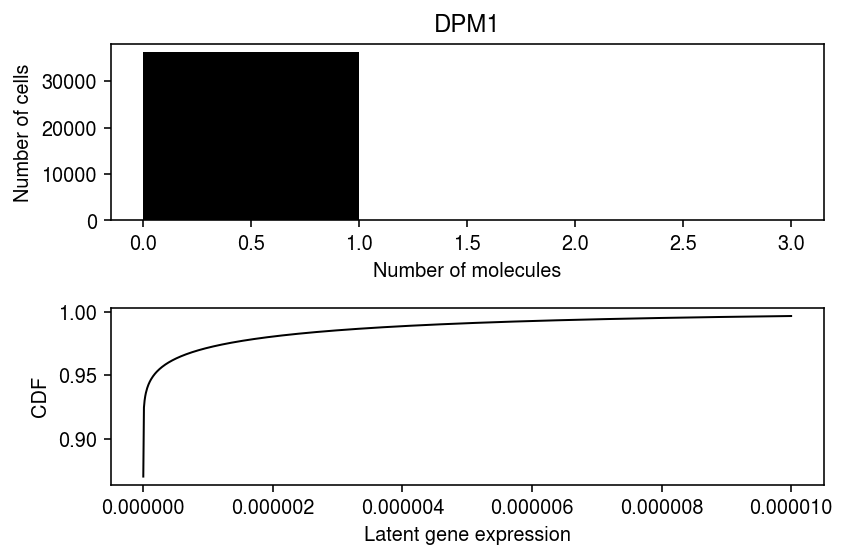 DPM1
Number of cells
30000
20000
10000
0
0.0 0.5 1.0 1.5 2.0 2.5 3.0
Number of molecules
CDF
1.00
0.95
0.90
0.000000 0.000002 0.000004 0.000006 0.000008 0.000010
Latent gene expression